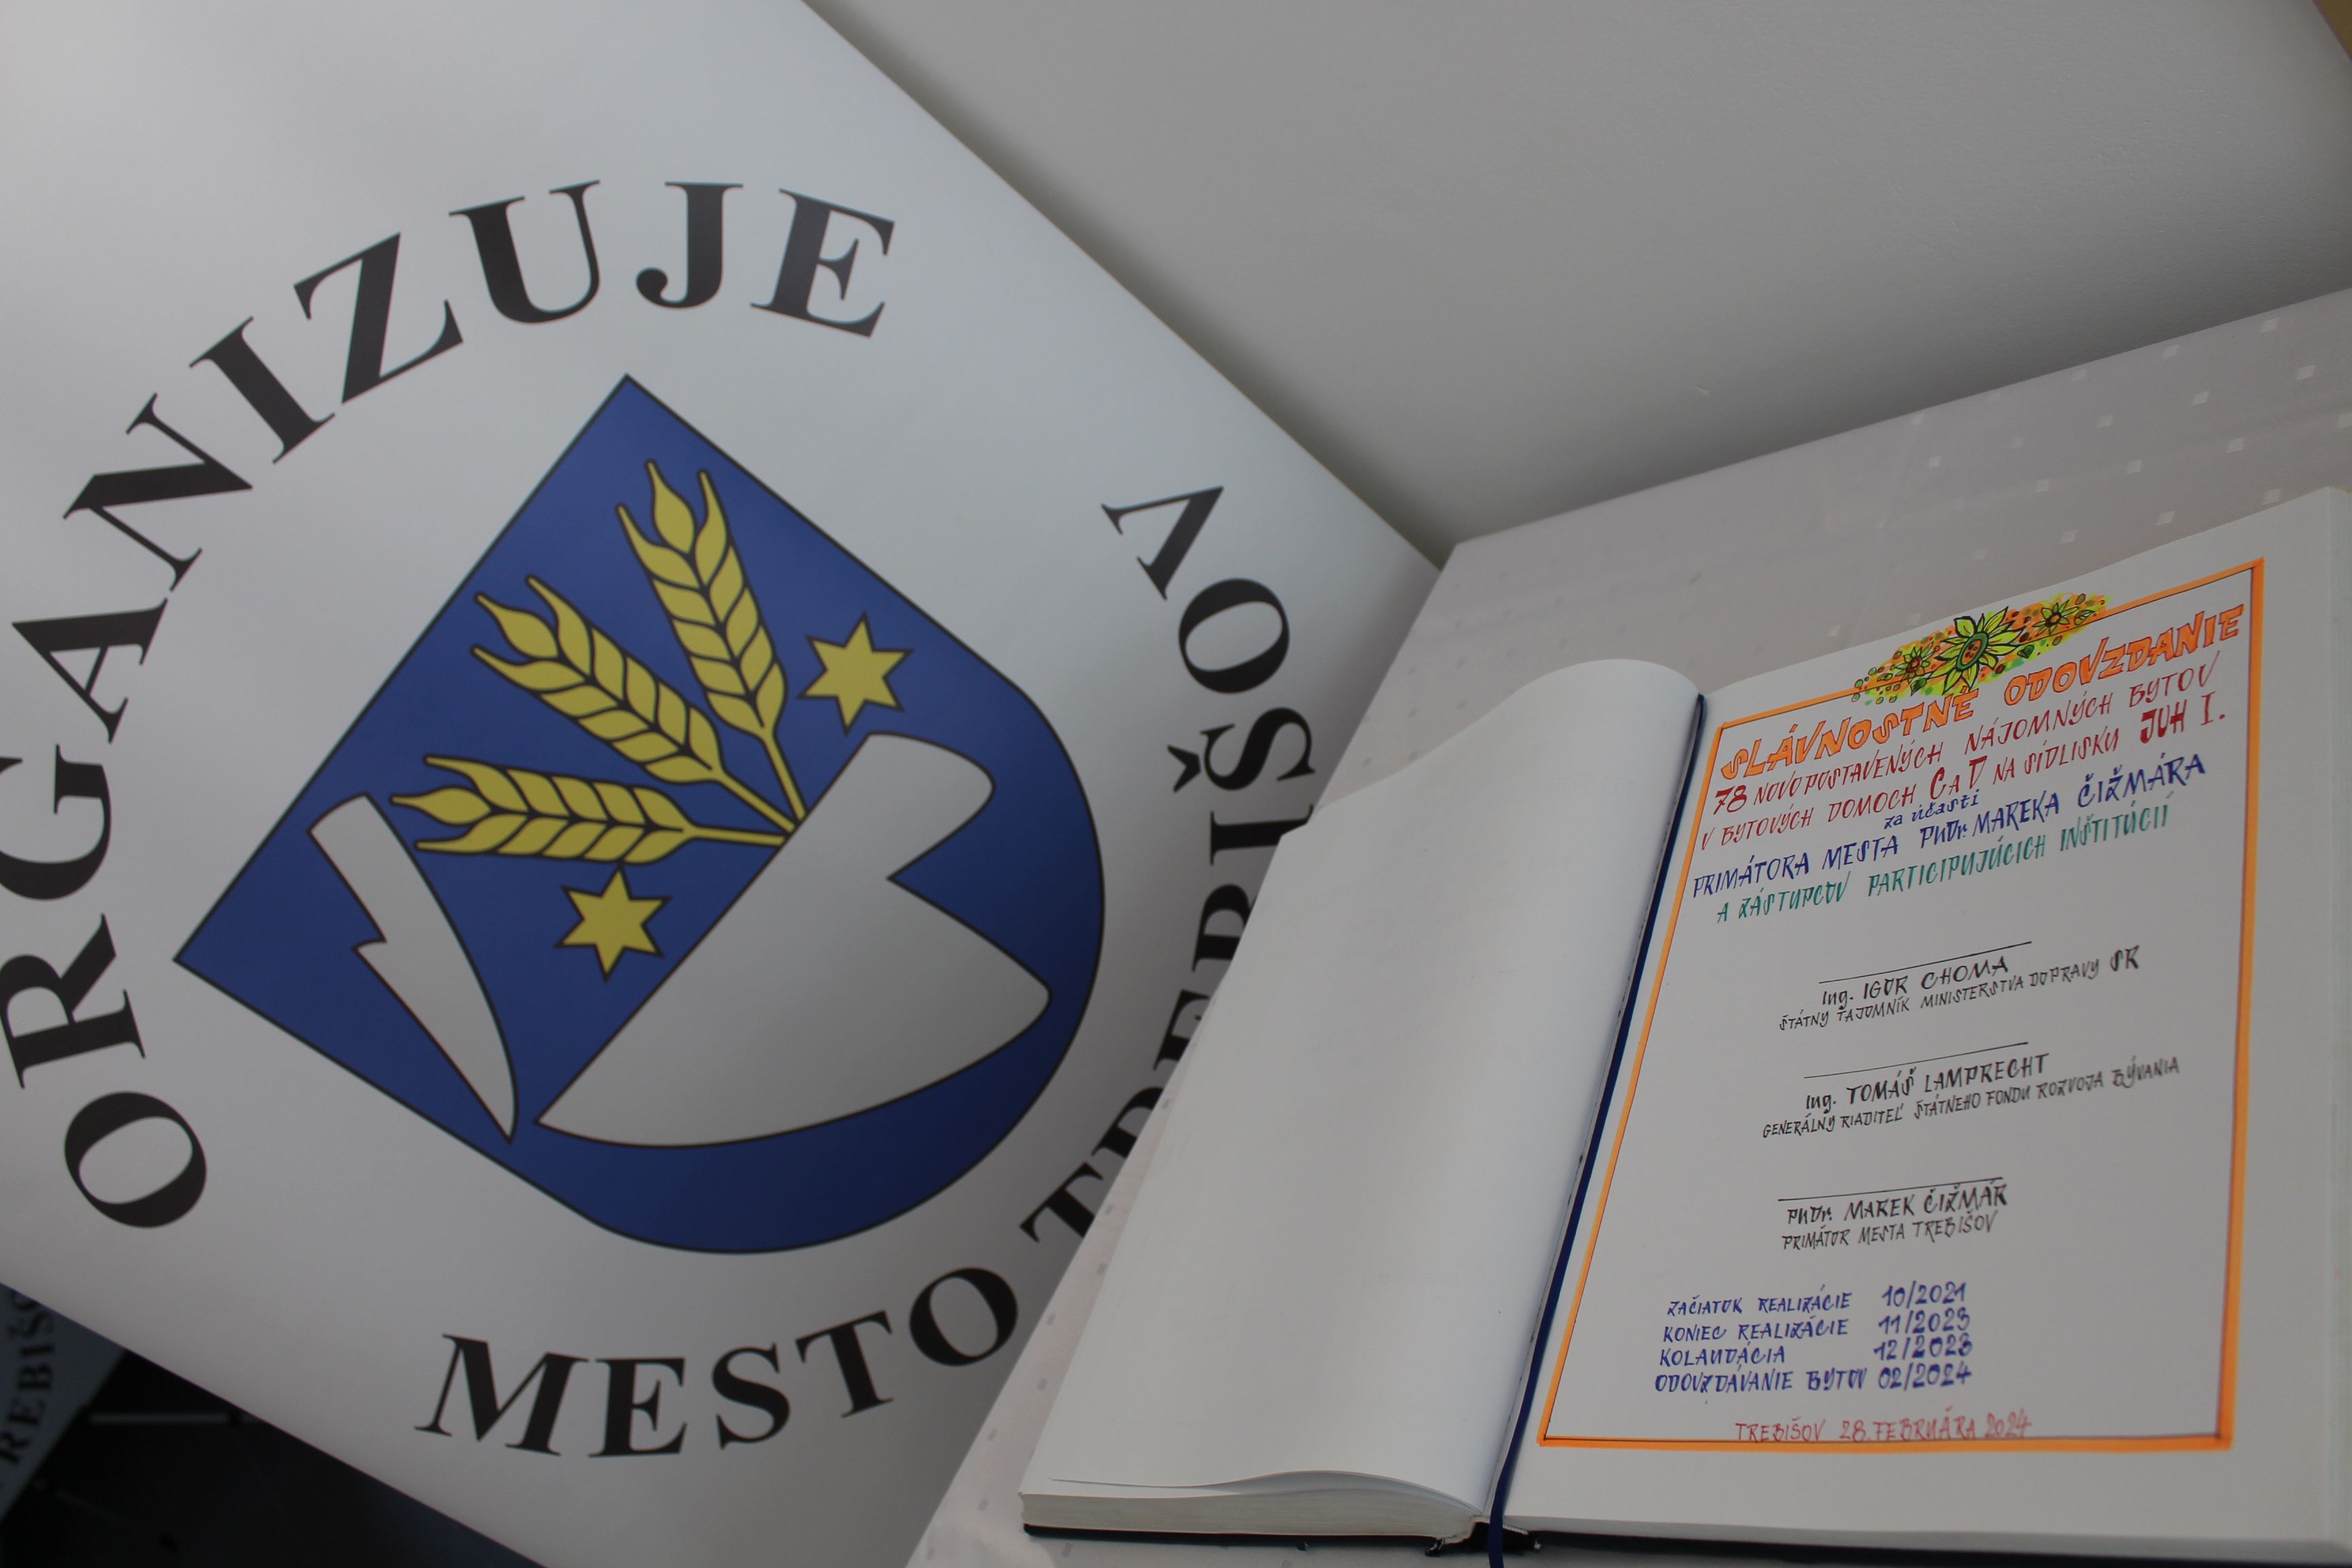 ORGANIZUJE
MESTO TREBIŠOV
SLÁVNOSTNÉ ODOVZDANIE
78 NOVOPOSTAVENÝCH NÁJOMNÝCH BYTOV
V BYTOVÝCH DOMOCH C a D NA SÍDLISKU JUH I.
za účasti
PRIMÁTORA MESTA PhDr. MAREKA ČIŽMÁRA
A ZÁSTUPCOV PARTICIPUJÚCICH INŠTITÚCIÍ
Ing. IGOR CHOMA
ŠTÁTNY TAJOMNÍK MINISTERSTVA DOPRAVY SR
Ing. TOMÁŠ LAMPRECHT
GENERÁLNY RIADITEĽ ŠTÁTNEHO FONDU ROZVOJA BÝVANIA
PhDr. MAREK ČIŽMÁR
PRIMÁTOR MESTA TREBIŠOV
ZAČIATOK REALIZÁCIE 10/2021
KONIEC REALIZÁCIE 11/2023
KOLAUDÁCIA 12/2023
ODOVZDÁVANIE BYTOV 02/2024
TREBIŠOV 28. FEBRUÁRA 2024